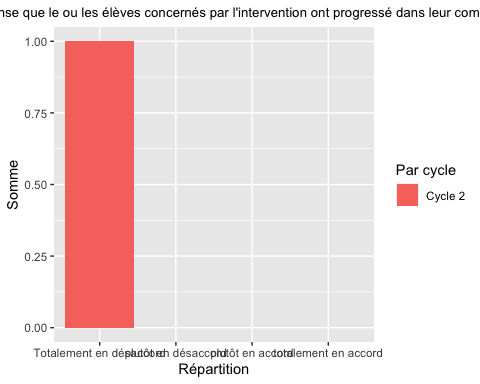 nse que le ou les élèves concernés par l'intervention ont progressé dans leur com
1.00
0.75
0.50
0.25
0.00
Somme
Totalement en désaccord plutôt en désaccord plutôt en accord totalement en accord
Répartition
Par cycle
Cycle 2